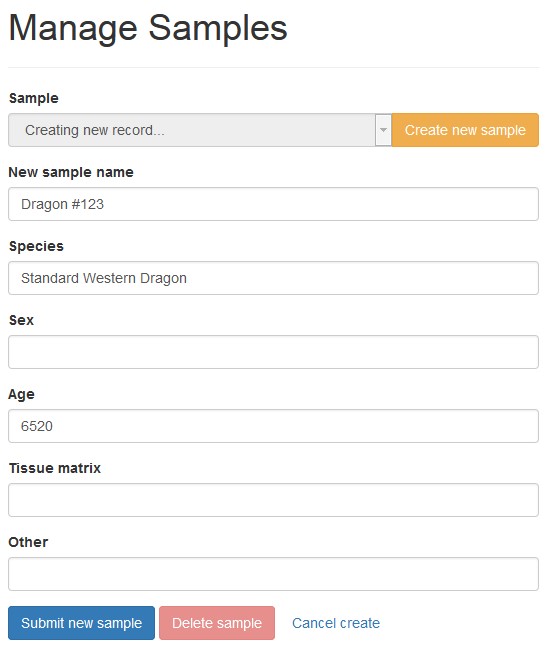 Manage Samples
Sample
Creating new record... Create new sample
New sample name
Dragon #123
Species
Standard Western Dragon
Sex
Age
6520
Tissue matrix
Other
Submit new sample Delete sample Cancel create